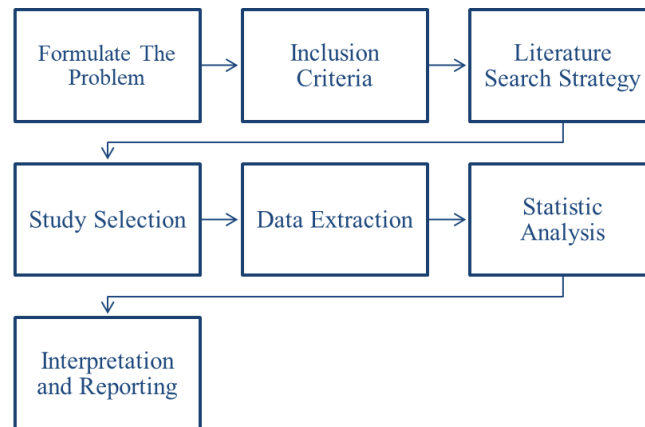 Formulate The
Problem
Inclusion
Criteria
Literature
Search Strategy
Study Selection
Data Extraction
Statistic
Analysis
Interpretation
and Reporting